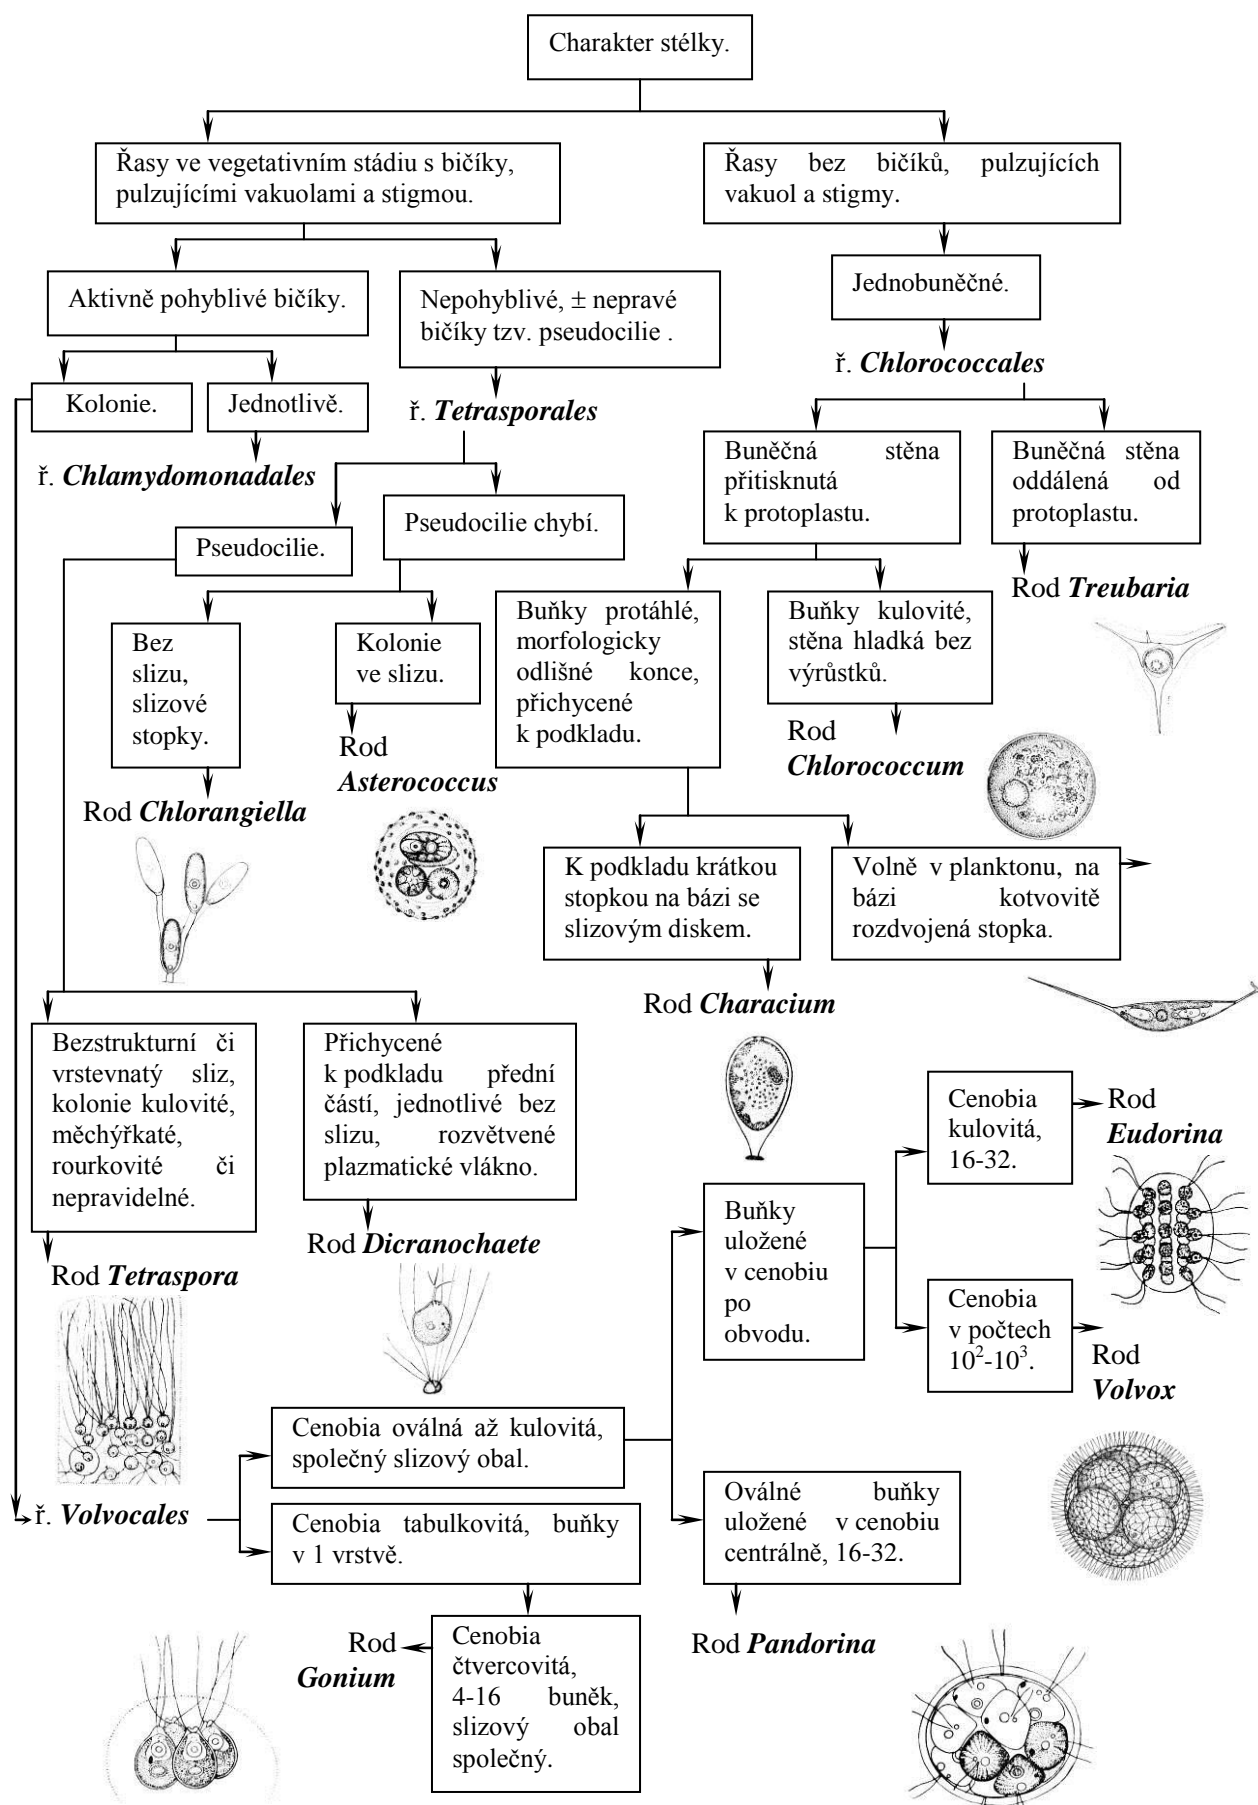 Charakter stélky.
Řasy ve vegetativním stádiu s bičíky,
pulzujícími vakuolami a stigmou.
Řasy bez bičíků, pulzujících
vakuol a stigmy.
Aktivně pohyblivé bičíky.
Nepohyblivé, ± nepravé
bičíky tzv. pseudocilie .
Jednobuněčné.
ř. Chlorococcales
Kolonie.
Jednotlivě.
ř. Tetrasporales
ř. Chlamydomonadales
Buněčná stěna
přitisknutá
k protoplastu.
Buněčná stěna
oddálená od
protoplastu.
Pseudocilie chybí.
Pseudocilie.
Rod Treubaria
Buňky protáhlé,
morfologicky
odlišné konce,
přichycené
k podkladu.
Buňky kulovité,
stěna hladká bez
výrůstků.
Bez
slizu,
slizové
stopky.
Kolonie
ve slizu.
Rod
Asterococcus
Rod
Chlorococcum
Rod Chlorangiella
K podkladu krátkou
stopkou na bázi se
slizovým diskem.
Volně v planktonu, na
bázi kotvovitě
rozdvojená stopka.
Rod Characium
Bezstrukturní či
vrstevnatý sliz,
kolonie kulovité,
měchýřkaté,
rourkovité či
nepravidelné.
Přichycené
k podkladu přední
částí, jednotlivé bez
slizu, rozvětvené
plazmatické vlákno.
Cenobia
kulovitá,
16-32.
Rod
Eudorina
Buňky
uložené
v cenobiu
po
obvodu.
Rod Dicranochaete
Rod Tetraspora
Cenobia
v počtech
10²-10³.
Rod
Volvox
Cenobia oválná až kulovitá,
společný slizový obal.
Oválné buňky
uložené v cenobiu
centrálně, 16-32.
ř. Volvocales
Cenobia tabulkovitá, buňky
v 1 vrstvě.
Rod
Gonium
Cenobia
čtvercovitá,
4-16 buněk,
slizový obal
společný.
Rod Pandorina